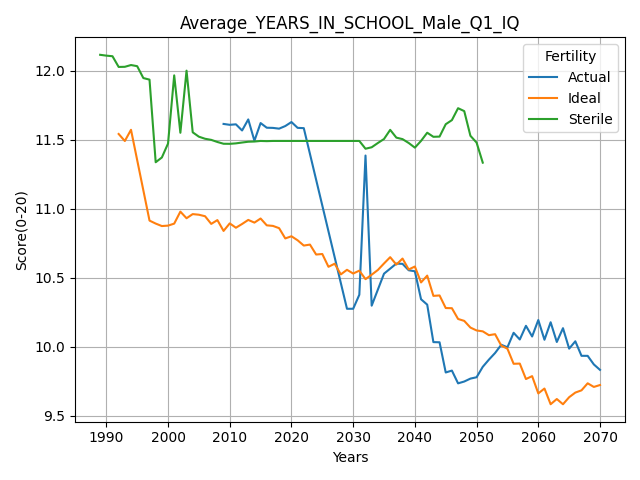 Average_YEARS_IN_SCHOOL_Male_Q1_IQ
Fertility
Actual
Ideal
Sterile
Score(0-20)
12.0
11.5
11.0
10.5
10.0
9.5
1990 2000 2010 2020 2030 2040 2050 2060 2070
Years